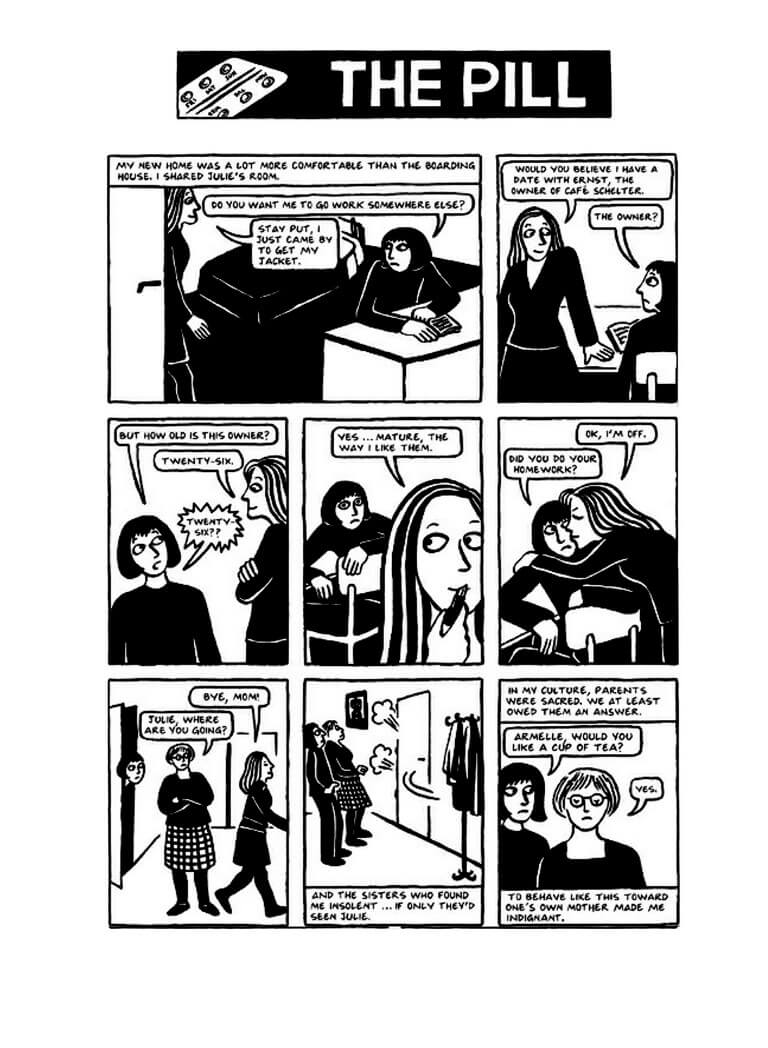 THE PILL
FRI
SAT
SUN
MON
MY NEW HOME WAS A LOT MORE COMFORTABLE THAN THE BOARDING
HOUSE. I SHARED JULIE'S ROOM.
DO YOU WANT ME TO GO WORK SOMEWHERE ELSE?
STAY PUT, I
JUST CAME BY
TO GET MY
JACKET.
WOULD YOU BELIEVE I HAVE A
DATE WITH ERNST, THE
OWNER OF CAFÉ SCHELTER.
THE OWNER?
BUT HOW OLD IS THIS OWNER?
TWENTY-SIX.
TWENTY-
SIX??
YES ... MATURE, THE
WAY I LIKE THEM.
OK, I'M OFF.
DID YOU DO YOUR
HOMEWORK?
BYE, MOM!
JULIE, WHERE
ARE YOU GOING?
AND THE SISTERS WHO FOUND
ME INSOLENT ... IF ONLY THEY'D
SEEN JULIE.
IN MY CULTURE, PARENTS
WERE SACRED. WE AT LEAST
OWED THEM AN ANSWER.
ARMELLE, WOULD YOU
LIKE A CUP OF TEA?
YES.
TO BEHAVE LIKE THIS TOWARD
ONE'S OWN MOTHER MADE ME
INDIGNANT.